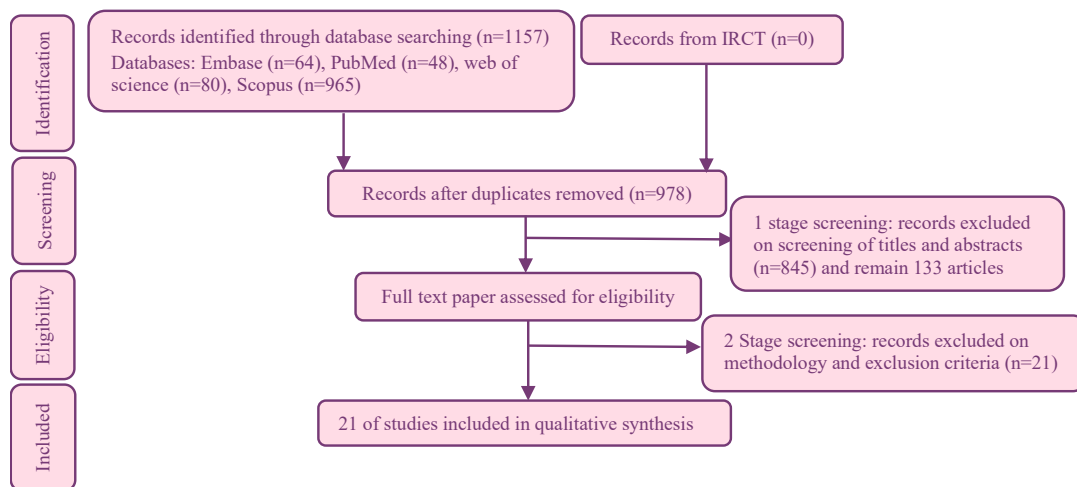 Identification
Records identified through database searching (n=1157)
Databases: Embase (n=64), PubMed (n=48), web of
science (n=80), Scopus (n=965)
Records from IRCT (n=0)
Screening
Records after duplicates removed (n=978)
1 stage screening: records excluded
on screening of titles and abstracts
(n=845) and remain 133 articles
Eligibility
Full text paper assessed for eligibility
2 Stage screening: records excluded on
methodology and exclusion criteria (n=21)
Included
21 of studies included in qualitative synthesis